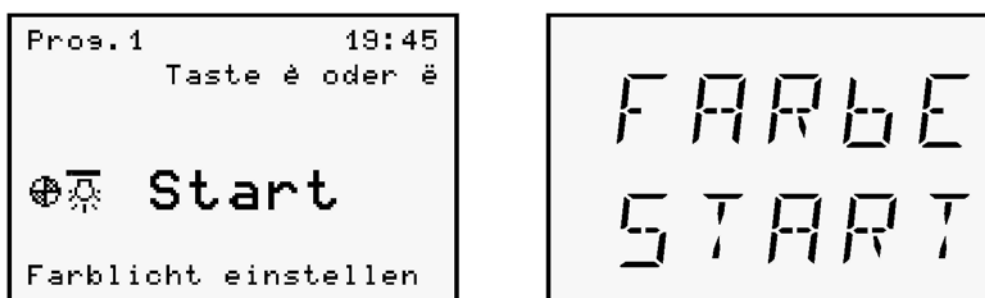 Prog.1 19:45
Taste è oder ë
Start
Farblicht einstellen
FARbE
START